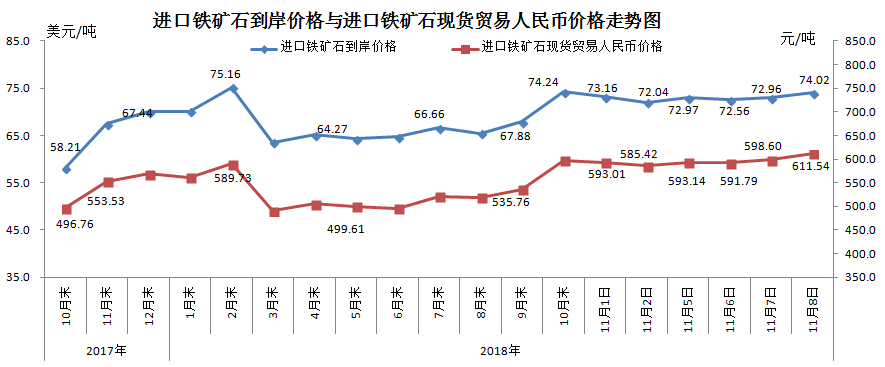 进口铁矿石到岸价格与进口铁矿石现货贸易人民币价格走势图
美元/吨
元/吨
进口铁矿石到岸价格
进口铁矿石现货贸易人民币价格
85.0
75.0
65.0
55.0
45.0
35.0
850.0
800.0
750.0
700.0
650.0
600.0
550.0
500.0
450.0
400.0
350.0
58.21
67.44
75.16
64.27
66.66
67.88
74.24
73.16
72.04
72.97
72.56
72.96
74.02
496.76
553.53
589.73
499.61
535.76
593.01
585.42
593.14
591.79
598.60
611.54
10月末
11月末
12月末
1月末
2月末
3月末
4月末
5月末
6月末
7月末
8月末
9月末
10月末
11月1日
11月2日
11月5日
11月6日
11月7日
11月8日
2017年
2018年